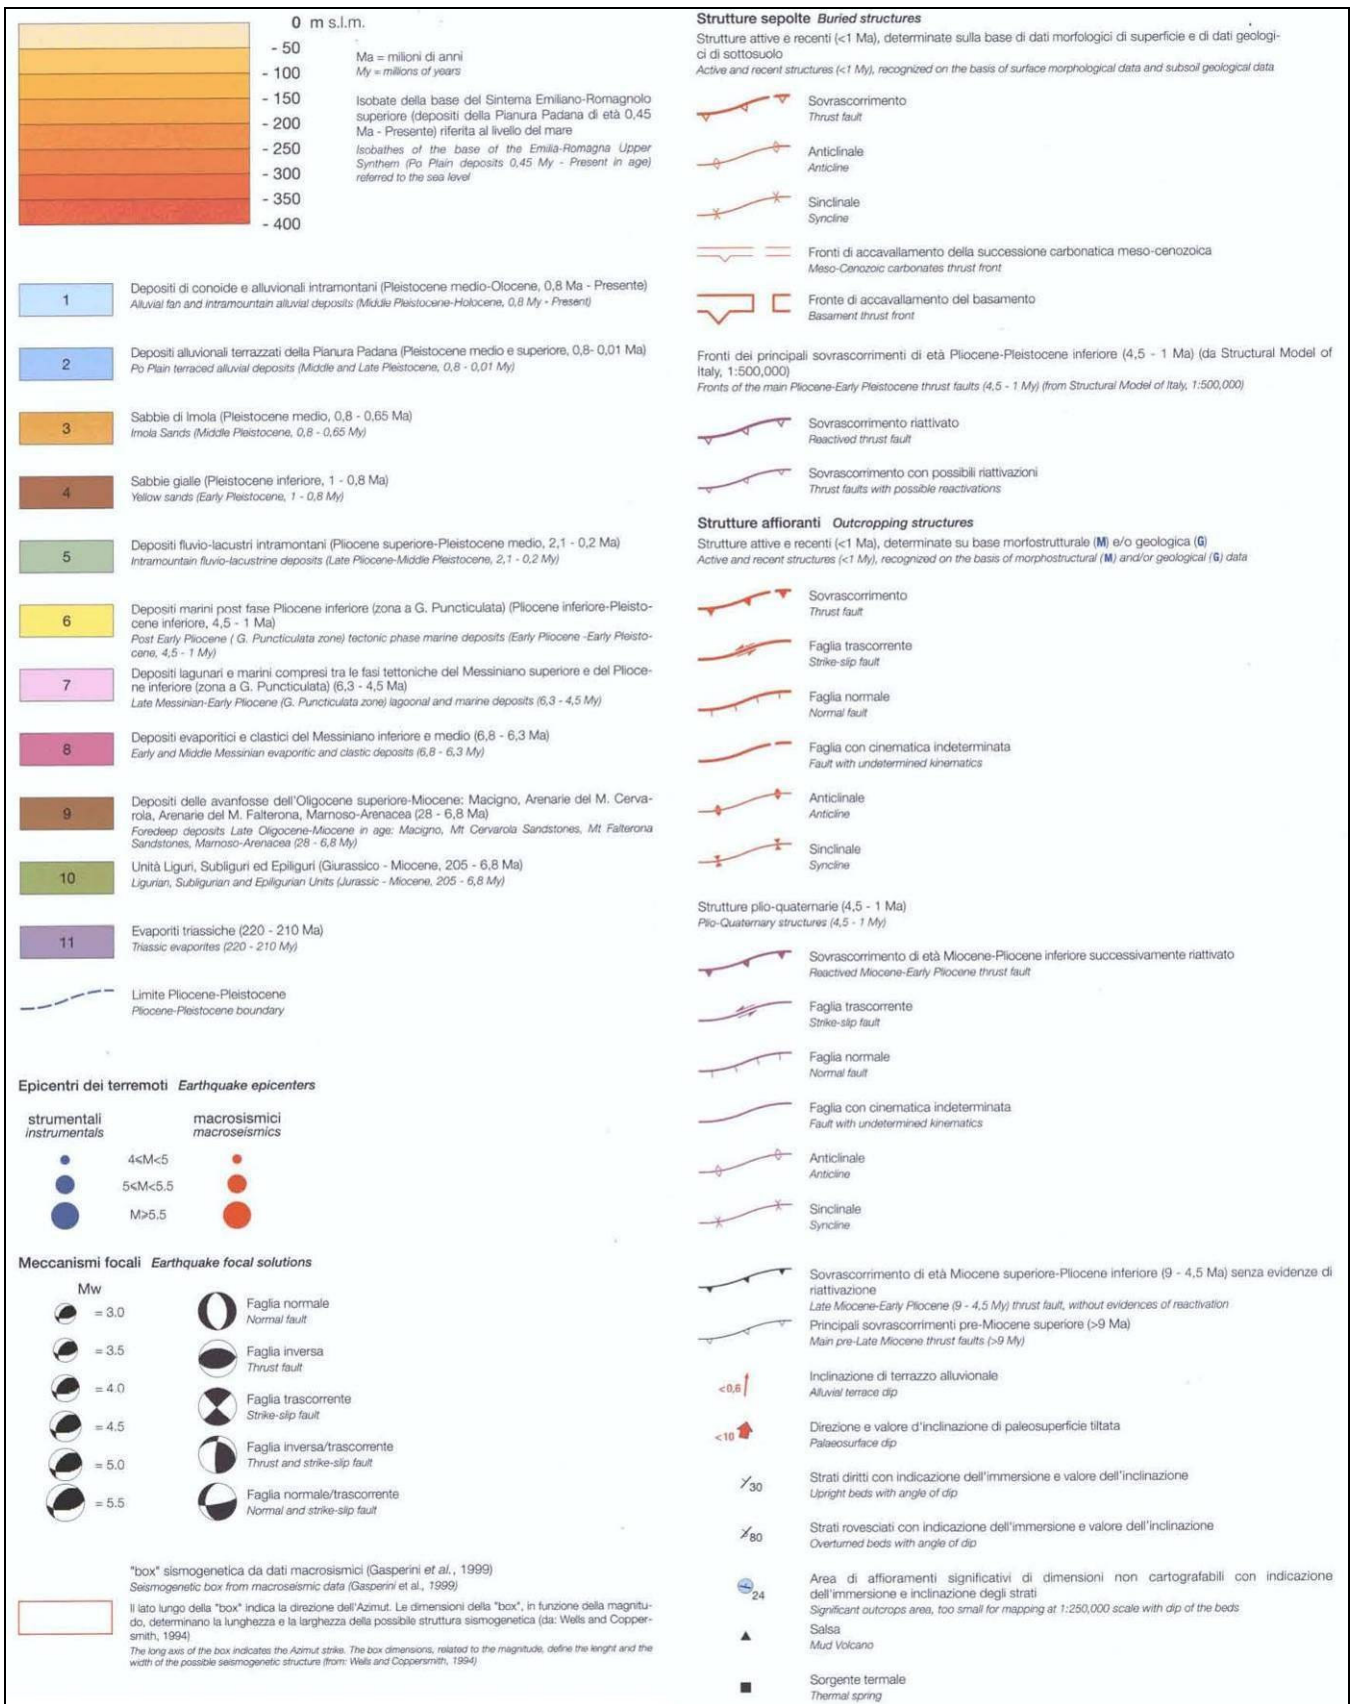 0 m s.l.m.
- 50
- 100
- 150
- 200
- 250
- 300
- 350
- 400
Ma = milioni di anni
My = millions of years
Isobate della base del Sintema Emiliano-Romagnolo
superiore (depositi della Pianura Padana di età 0,45
Ma - Presente) riferita al livello del mare
Isobathes of the base of the Emilia-Romagna Upper
Synthem (Po Plain deposits 0,45 My - Present in age)
referred to the sea level
1
Depositi di conoide e alluvionali intramontani (Pleistocene medio-Olocene, 0,8 Ma - Presente)
Alluvial fan and intramountain alluvial deposits (Middle Pleistocene-Holocene, 0,8 My - Present)
2
Depositi alluvionali terrazzati della Pianura Padana (Pleistocene medio e superiore, 0,8- 0,01 Ma)
Po Plain terraced alluvial deposits (Middle and Late Pleistocene, 0,8 - 0,01 My)
3
Sabbie di Imola (Pleistocene medio, 0,8 - 0,65 Ma)
Imola Sands (Middle Pleistocene, 0,8 - 0,65 My)
4
Sabbie gialle (Pleistocene inferiore, 1 - 0,8 Ma)
Yellow sands (Early Pleistocene, 1 - 0,8 My)
5
Depositi fluvio-lacustri intramontani (Pliocene superiore-Pleistocene medio, 2,1 - 0,2 Ma)
Intramountain fluvio-lacustrine deposits (Late Pliocene-Middle Pleistocene, 2,1 - 0,2 My)
6
Depositi marini post fase Pliocene inferiore (zona a G. Puncticulata) (Pliocene inferiore-Pleisto-
cene inferiore, 4,5 - 1 Ma)
Post Early Pliocene ( G. Puncticulata zone) tectonic phase marine deposits (Early Pliocene -Early Pleisto-
cene, 4,5 - 1 My)
7
Depositi lagunari e marini compresi tra le fasi tettoniche del Messiniano superiore e del Plioce-
ne inferiore (zona a G. Puncticulata) (6,3 - 4,5 Ma)
Late Messinian-Early Pliocene (G. Puncticulata zone) lagoonal and marine deposits (6,3 - 4,5 My)
8
Depositi evaporitici e clastici del Messiniano inferiore e medio (6,8 - 6,3 Ma)
Early and Middle Messinian evaporitic and clastic deposits (6,8 - 6,3 My)
9
Depositi delle avanfosse dell'Oligocene superiore-Miocene: Macigno, Arenarie del M. Cerva-
rola, Arenarie del M. Falterona, Marnoso-Arenacea (28 - 6,8 Ma)
Foredeep deposits Late Oligocene-Miocene in age: Macigno, Mt Cervarola Sandstones, Mt Falterona
Sandstones, Marnoso-Arenacea (28 - 6,8 My)
10
Unità Liguri, Subliguri ed Epiliguri (Giurassico - Miocene, 205 - 6,8 Ma)
Ligurian, Subligurian and Epiligurian Units (Jurassic - Miocene, 205 - 6,8 My)
11
Evaporiti triassiche (220 - 210 Ma)
Triassic evaporites (220 - 210 My)
Limite Pliocene-Pleistocene
Pliocene-Pleistocene boundary
Epicentri dei terremoti Earthquake epicenters
strumentali macrosismici
instrumentals macroseismics
4<M<5
5<M<5.5
M>5.5
Meccanismi focali Earthquake focal solutions
Mw
= 3.0
= 3.5
= 4.0
= 4.5
= 5.0
= 5.5
Faglia normale
Normal fault
Faglia inversa
Thrust fault
Faglia trascorrente
Strike-slip fault
Faglia inversa/trascorrente
Thrust and strike-slip fault
Faglia normale/trascorrente
Normal and strike-slip fault
"box" sismogenetica da dati macrosismici (Gasperini et al., 1999)
Seismogenetic box from macroseismic data (Gasperini et al., 1999)
Il lato lungo della "box" indica la direzione dell'Azimut. Le dimensioni della "box", in funzione della magnitu-
do, determinano la lunghezza e la larghezza della possibile struttura sismogenetica (da: Wells and Copper-
smith, 1994)
The long axis of the box indicates the Azimut strike. The box dimensions, related to the magnitude, define the lenght and the
width of the possible seismogenetic structure (from: Wells and Coppersmith, 1994)
Strutture sepolte Buried structures
Strutture attive e recenti (<1 Ma), determinate sulla base di dati morfologici di superficie e di dati geologi-
ci di sottosuolo
Active and recent structures (<1 My), recognized on the basis of surface morphological data and subsoil geological data
Sovrascorrimento
Thrust fault
Anticlinale
Anticline
Sinclinale
Syncline
Fronti di accavallamento della successione carbonatica meso-cenozoica
Meso-Cenozoic carbonates thrust front
Fronte di accavallamento del basamento
Basament thrust front
Fronti dei principali sovrascorrimenti di età Pliocene-Pleistocene inferiore (4,5 - 1 Ma) (da Structural Model of
Italy, 1:500,000)
Fronts of the main Pliocene-Early Pleistocene thrust faults (4,5 - 1 My) (from Structural Model of Italy, 1:500,000)
Sovrascorrimento riattivato
Reactived thrust fault
Sovrascorrimento con possibili riattivazioni
Thrust faults with possible reactivations
Strutture affioranti Outcropping structures
Strutture attive e recenti (<1 Ma), determinate su base morfostrutturale (M) e/o geologica (G)
Active and recent structures (<1 My), recognized on the basis of morphostructural (M) and/or geological (G) data
Sovrascorrimento
Thrust fault
Faglia trascorrente
Strike-slip fault
Faglia normale
Normal fault
Faglia con cinematica indeterminata
Fault with undetermined kinematics
Anticlinale
Anticline
Sinclinale
Syncline
Strutture plio-quaternarie (4,5 - 1 Ma)
Plio-Quaternary structures (4,5 - 1 My)
Sovrascorrimento di età Miocene-Pliocene inferiore successivamente riattivato
Reactived Miocene-Early Pliocene thrust fault
Faglia trascorrente
Strike-slip fault
Faglia normale
Normal fault
Faglia con cinematica indeterminata
Fault with undetermined kinematics
Anticlinale
Anticline
Sinclinale
Syncline
Sovrascorrimento di età Miocene superiore-Pliocene inferiore (9 - 4,5 Ma) senza evidenze di
riattivazione
Late Miocene-Early Pliocene (9 - 4,5 My) thrust fault, without evidences of reactivation
Principali sovrascorrimenti pre-Miocene superiore (>9 Ma)
Main pre-Late Miocene thrust faults (>9 My)
<0,6
Inclinazione di terrazzo alluvionale
Alluvial terrace dip
<10
Direzione e valore d'inclinazione di paleosuperficie tiltata
Palaeosurface dip
30
Strati diritti con indicazione dell'immersione e valore dell'inclinazione
Upright beds with angle of dip
80
Strati rovesciati con indicazione dell'immersione e valore dell'inclinazione
Overturned beds with angle of dip
24
Area di affioramenti significativi di dimensioni non cartografabili con indicazione
dell'immersione e inclinazione degli strati
Significant outcrops area, too small for mapping at 1:250,000 scale with dip of the beds
Salsa
Mud Volcano
Sorgente termale
Thermal spring